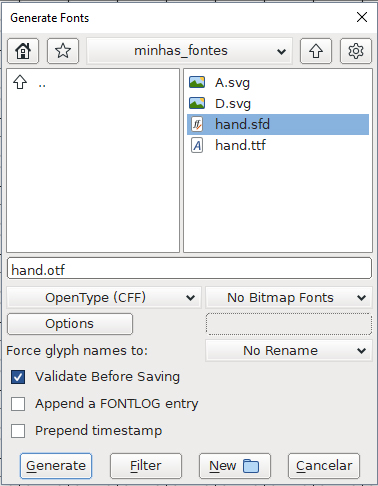 Generate Fonts
minhas_fontes
..
A.svg
D.svg
hand.sfd
hand.ttf
hand.otf
OpenType (CFF)
No Bitmap Fonts
Options
Force glyph names to:
No Rename
Validate Before Saving
Append a FONTLOG entry
Prepend timestamp
Generate
Filter
New
Cancelar